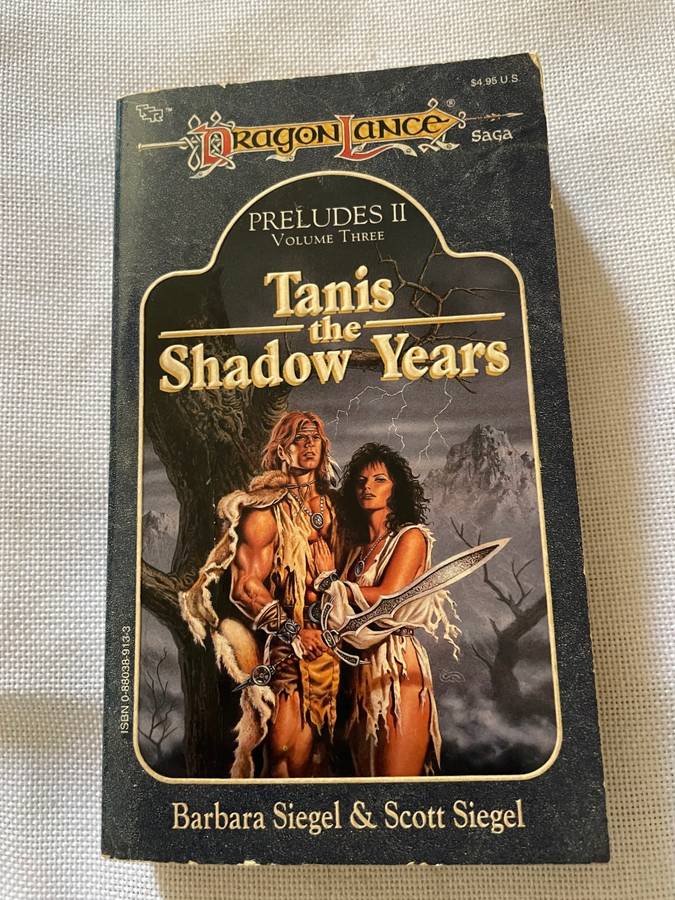 $4.95 U.S.
TSR™
DRAGONLANCE®
SAGA
PRELUDES II
VOLUME THREE
Tanis
the
Shadow Years
ISBN 0-88038-913-3
Barbara Siegel & Scott Siegel